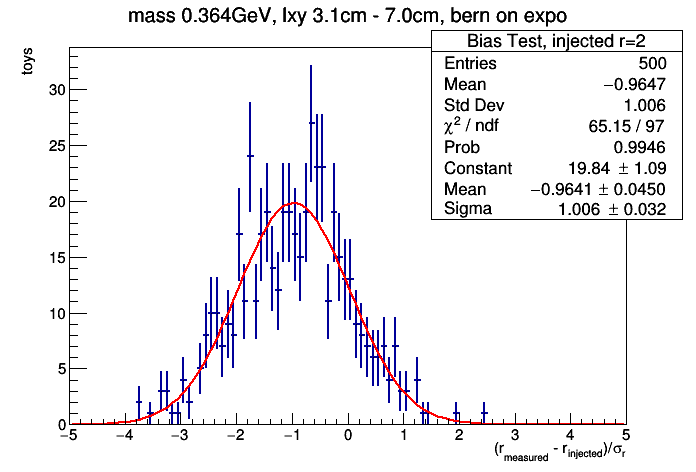 mass 0.364GeV, lxy 3.1cm - 7.0cm, bern on expo
toys
Bias Test, injected r=2
Entries 500
Mean −0.9647
Std Dev 1.006
χ² / ndf 65.15 / 97
Prob 0.9946
Constant 19.84 ± 1.09
Mean −0.9641 ± 0.0450
Sigma 1.006 ± 0.032
30
25
20
15
10
5
0
−5 −4 −3 −2 −1 0 1 2 3 4 5
(r_measured - r_injected)/σ_r